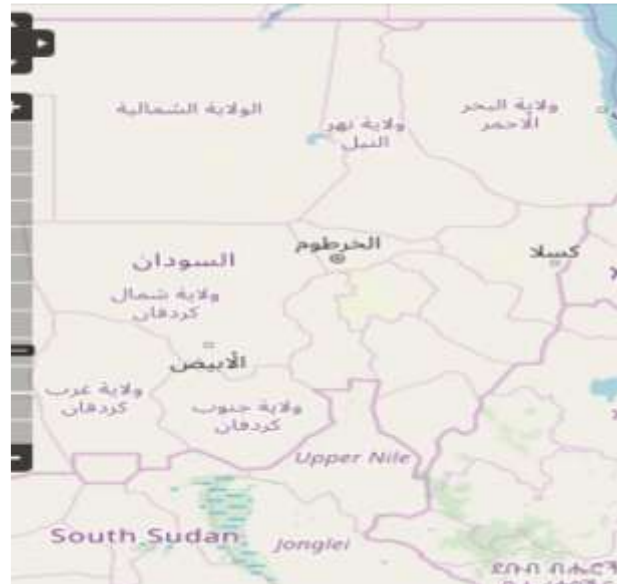 الولاية الشمالية
ولاية البحر
الأحمر
ولاية نهر
النيل
الخرطوم
كسلا
السودان
ولاية شمال
كردفان
الأبيض
ولاية غرب
كردفان
ولاية جنوب
كردفان
Upper Nile
South Sudan
Jonglei